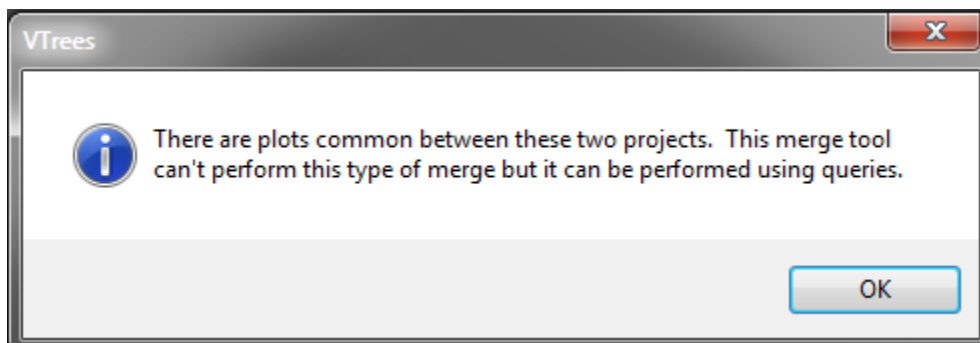 VTrees
There are plots common between these two projects.  This merge tool
can't perform this type of merge but it can be performed using queries.
OK